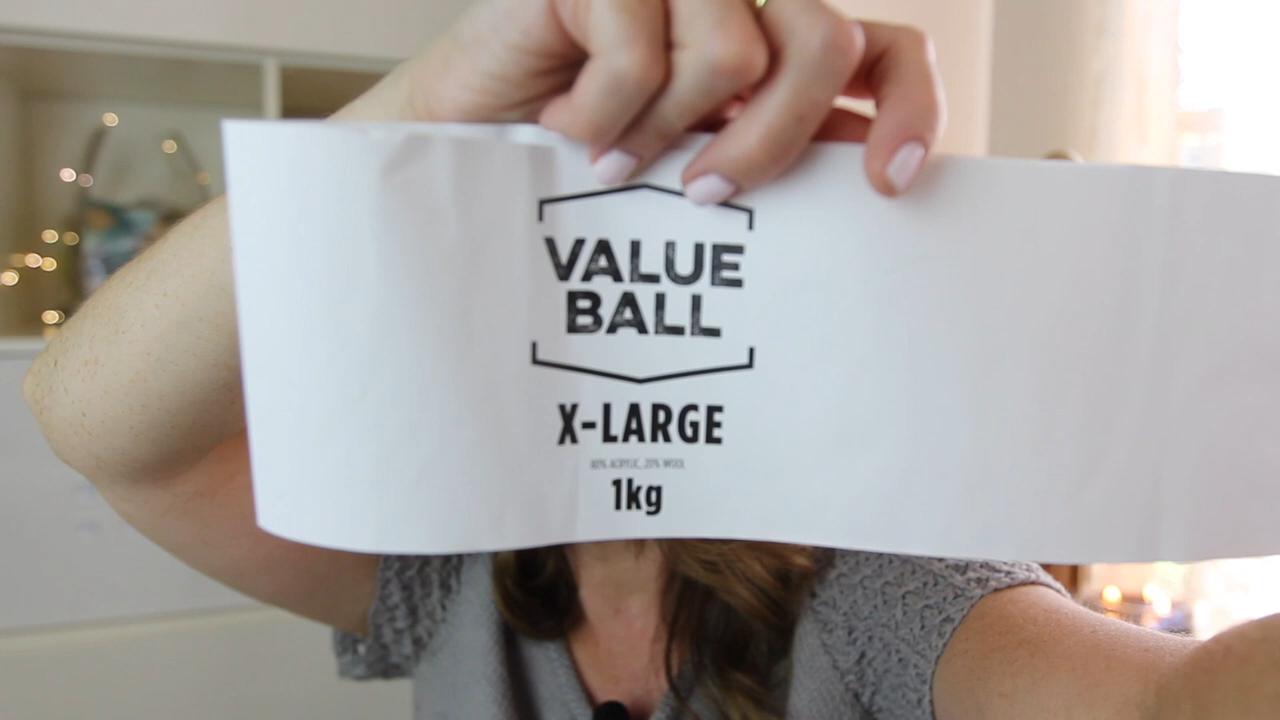 VALUE
BALL
X-LARGE
80% ACRYLIC, 20% WOOL
1kg